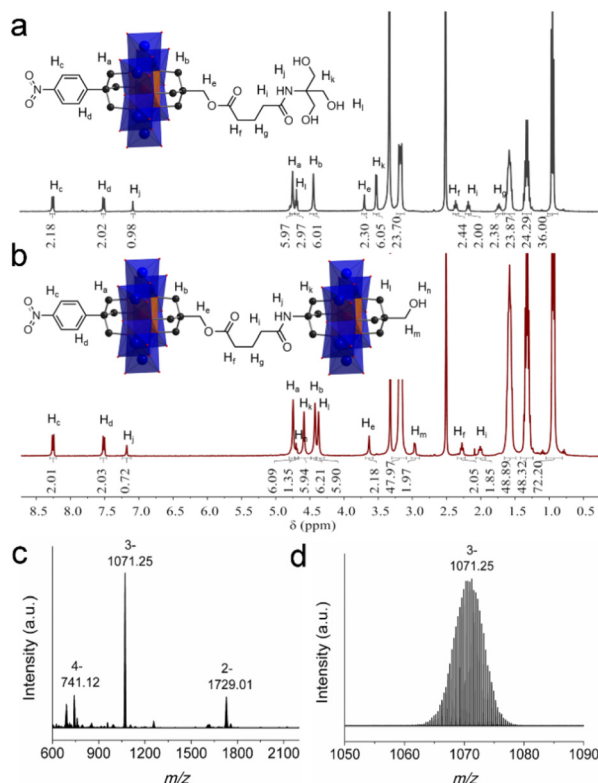 a
Hc
Ha
Hb
He
Hj
Hk
Hi
NO2
Hd
O
O
O
NH
OH
OH
OH
Hl
Hf
Hg
Hc
Hd
Hj
Ha
Hl
Hb
He
Hk
Hf
Hi
Hg
2.18
2.02
0.98
5.97
2.97
6.01
2.30
6.05
23.70
2.44
2.00
2.38
23.87
24.29
36.00
b
Hc
Ha
Hb
He
Hj
Hk
Hl
OH
Hn
Hm
Hi
Hd
O
O
O
NH
Hf
Hg
Hc
Hd
Hj
Ha
Hk
Hb
Hl
He
Hm
Hf
Hi
2.01
2.03
0.72
6.09
1.35
5.94
6.21
5.90
2.18
47.97
1.97
2.05
1.85
48.89
48.32
72.20
8.5 8.0 7.5 7.0 6.5 6.0 5.5 5.0 4.5 4.0 3.5 3.0 2.5 2.0 1.5 1.0 0.5
δ (ppm)
c
3-
1071.25
4-
741.12
2-
1729.01
Intensity (a.u.)
600 900 1200 1500 1800 2100
m/z
d
3-
1071.25
Intensity (a.u.)
1050 1060 1070 1080 1090
m/z